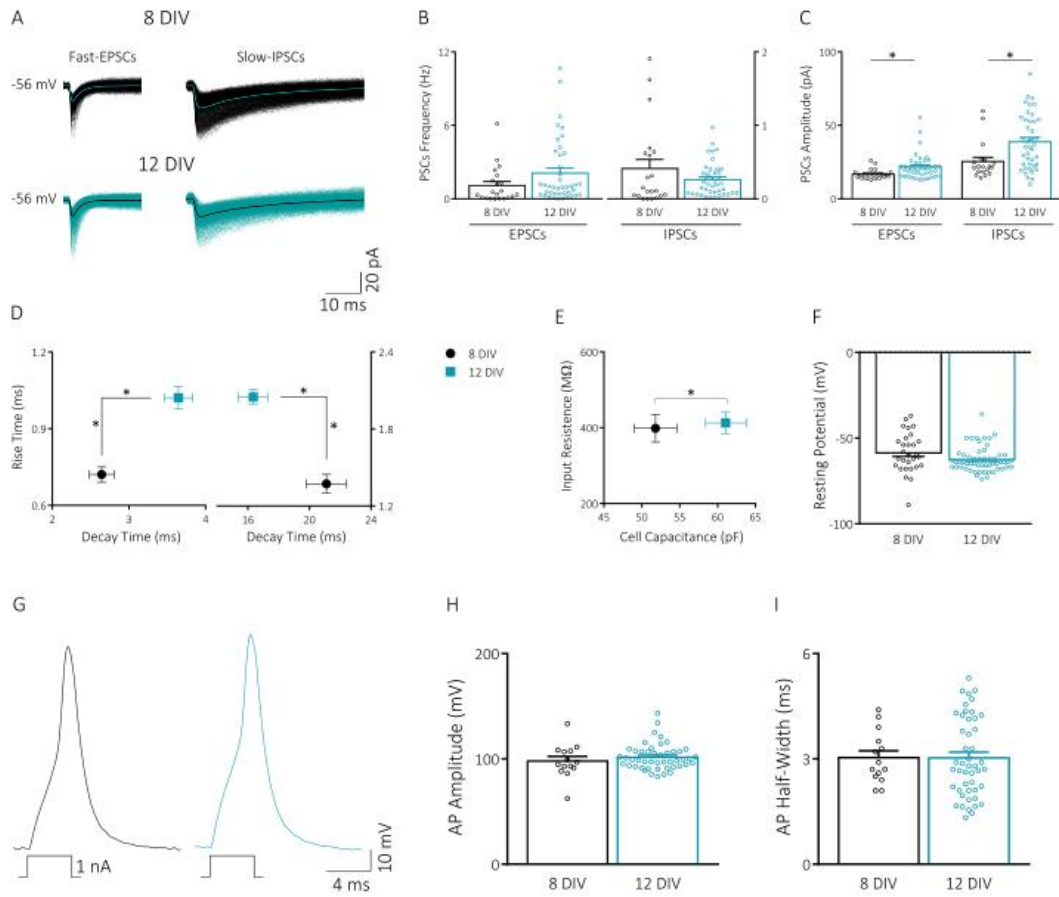 A
8 DIV
Fast-EPSCs
Slow-IPSCs
-56 mV
12 DIV
-56 mV
20 pA
10 ms
B
PSCs Frequency (Hz)
12
6
0
2
1
0
8 DIV 12 DIV 8 DIV 12 DIV
EPSCs IPSCs
C
PSCs Amplitude (pA)
100
50
0
* *
8 DIV 12 DIV 8 DIV 12 DIV
EPSCs IPSCs
D
Rise Time (ms)
1.2
0.9
0.6
2.4
1.8
1.2
* *
* *
2 3 4 16 20 24
Decay Time (ms) Decay Time (ms)
8 DIV
12 DIV
E
Input Resistence (MΩ)
600
400
200
*
45 50 55 60 65
Cell Capacitance (pF)
F
Resting Potential (mV)
0
-50
-100
8 DIV 12 DIV
G
1 nA
10 mV
4 ms
H
AP Amplitude (mV)
200
100
0
8 DIV 12 DIV
I
AP Half-Width (ms)
6
3
0
8 DIV 12 DIV